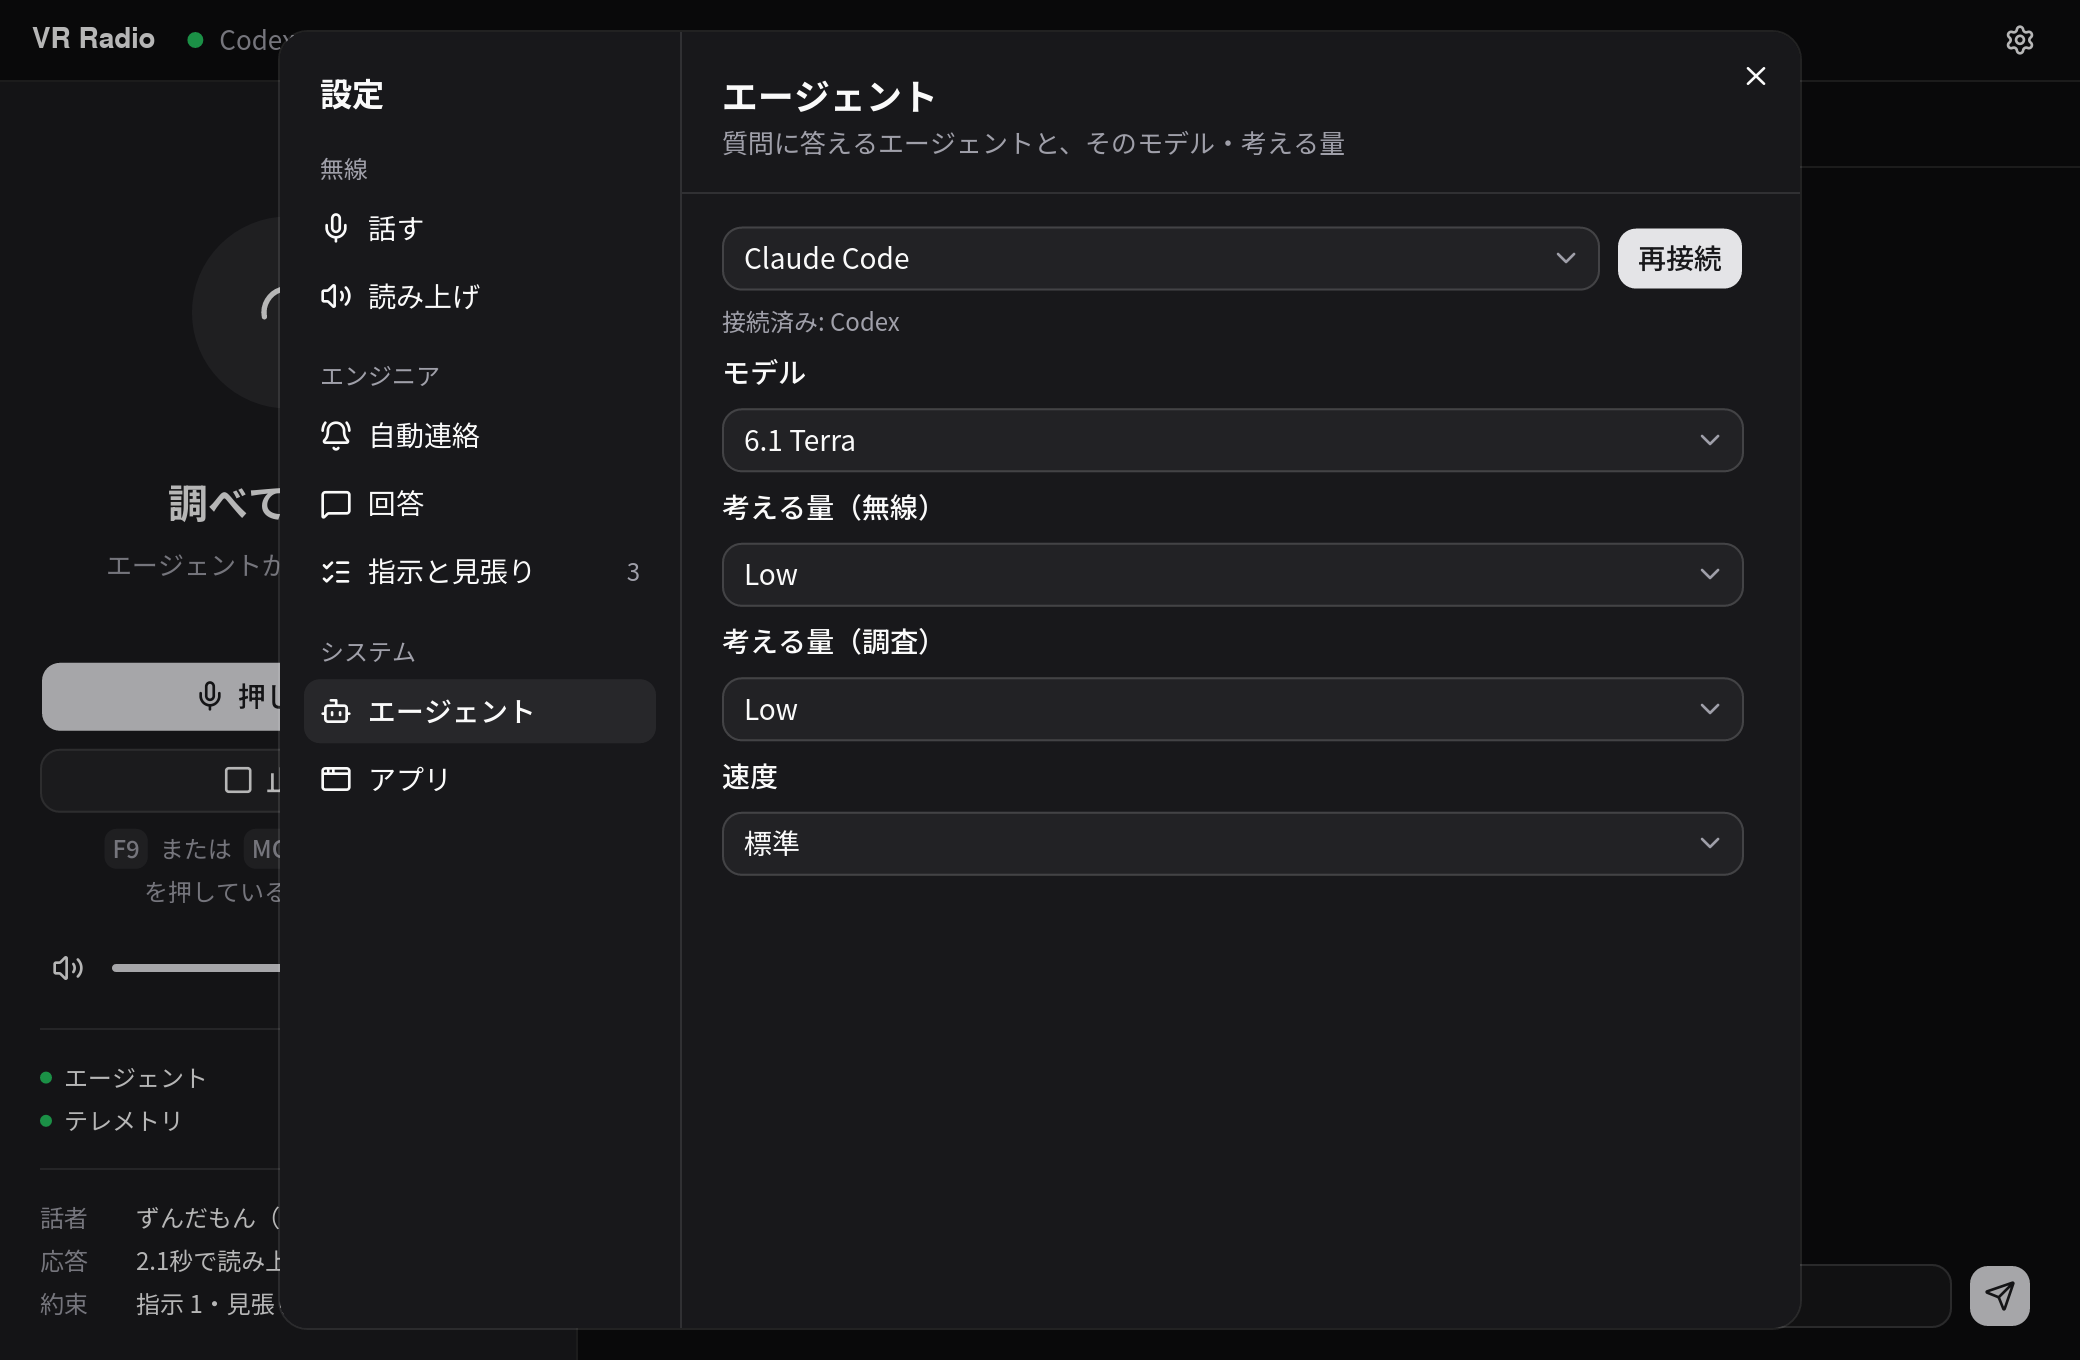 VR Radio
Codex
設定
無線
話す
読み上げ
エンジニア
自動連絡
回答
指示と見張り 3
システム
エージェント
アプリ
エージェント
質問に答えるエージェントと、そのモデル・考える量
Claude Code
再接続
接続済み: Codex
モデル
6.1 Terra
考える量（無線）
Low
考える量（調査）
Low
速度
標準
調べて
エージェントが
押し
止
F9 または
を押している
エージェント
テレメトリ
話者 ずんだもん（
応答 2.1秒で読み上
約束 指示 1・見張